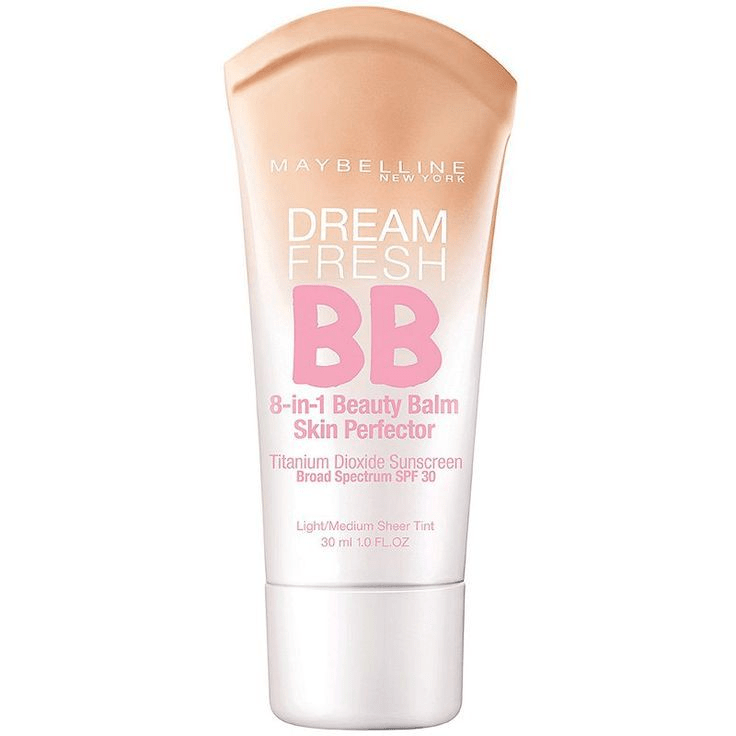 MAYBELLINE
NEW YORK
DREAM
FRESH
BB
8-in-1 Beauty Balm
Skin Perfector
Titanium Dioxide Sunscreen
Broad Spectrum SPF 30
Light/Medium Sheer Tint
30 ml 1.0 FL.OZ